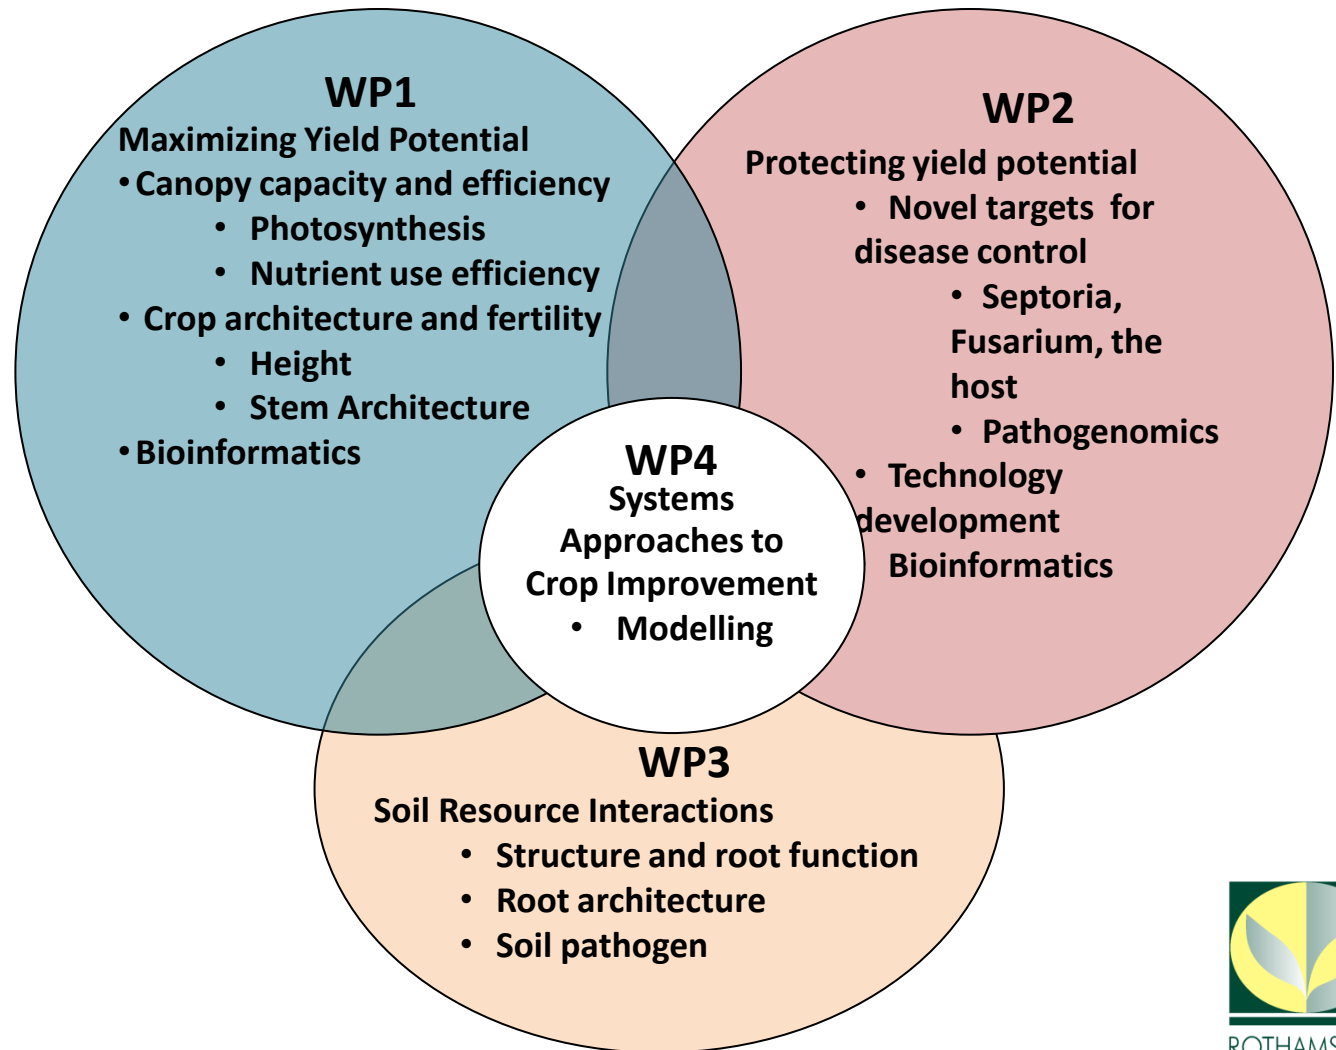 WP1
Maximizing Yield Potential
• Canopy capacity and efficiency
• Photosynthesis
• Nutrient use efficiency
• Crop architecture and fertility
• Height
• Stem Architecture
• Bioinformatics
WP2
Protecting yield potential
• Novel targets for
disease control
• Septoria,
Fusarium, the
host
• Pathogenomics
• Technology
development
Bioinformatics
WP4
Systems
Approaches to
Crop Improvement
• Modelling
WP3
Soil Resource Interactions
• Structure and root function
• Root architecture
• Soil pathogen
ROTHAMS